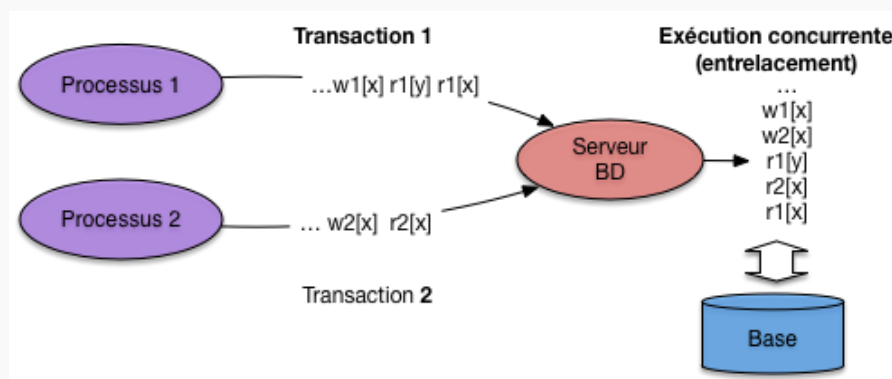 Transaction 1
Processus 1
...w1[x] r1[y] r1[x]
Processus 2
... w2[x] r2[x]
Transaction 2
Serveur
BD
Exécution concurrente
(entrelacement)
...
w1[x]
w2[x]
r1[y]
r2[x]
r1[x]
Base